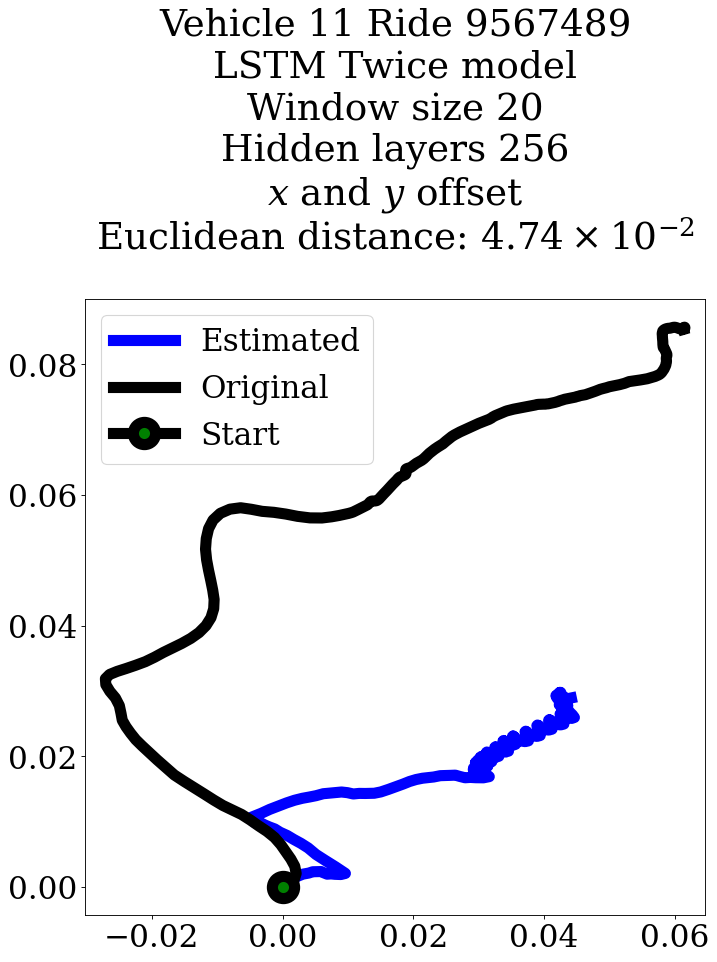 Vehicle 11 Ride 9567489
LSTM Twice model
Window size 20
Hidden layers 256
x and y offset
Euclidean distance: 4.74 × 10⁻²
Estimated
Original
Start
0.08
0.06
0.04
0.02
0.00
−0.02 0.00 0.02 0.04 0.06